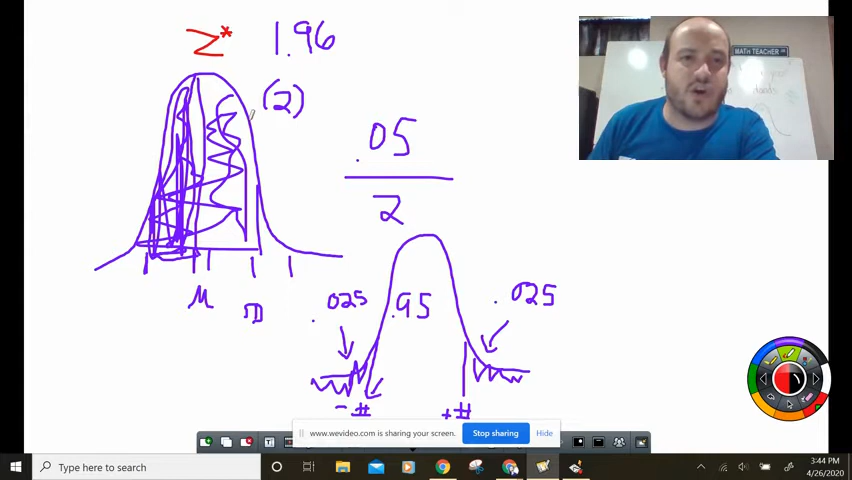 Z* 1.96
(2)
.05
2
MATH TEACHER
μ
.025
.95
.025
-#
+#
www.wevideo.com is sharing your screen.
Stop sharing
Hide
Type here to search
3:44 PM
4/26/2020